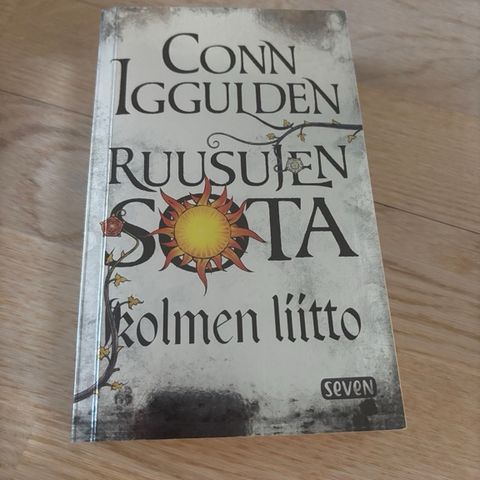 CONN
IGGULDEN
RUUSUJEN
SOTA
kolmen liitto
seven